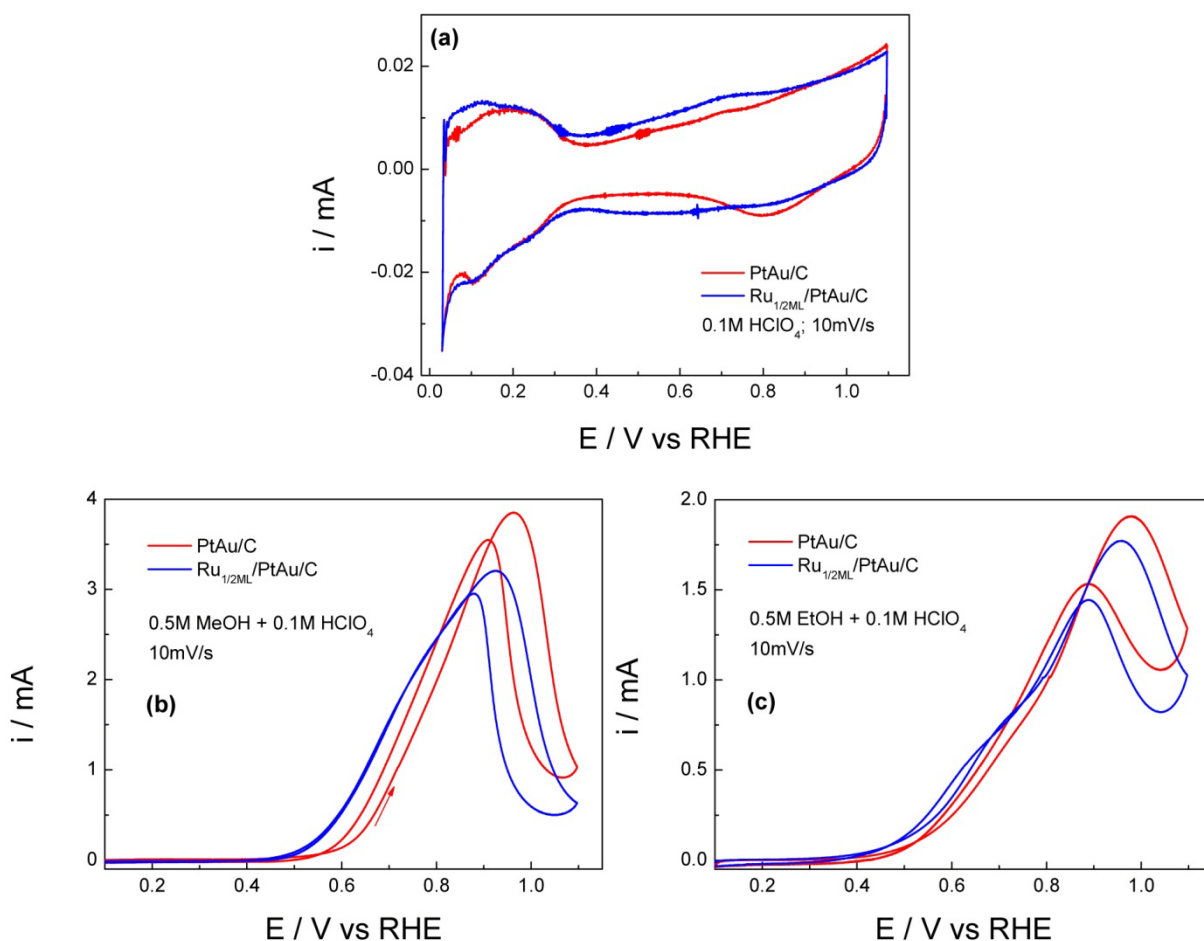 (a)
0.02
0.00
-0.02
-0.04
i / mA
PtAu/C
Ru1/2ML/PtAu/C
0.1M HClO4; 10mV/s
0.0 0.2 0.4 0.6 0.8 1.0
E / V vs RHE
4
3
2
1
0
i / mA
PtAu/C
Ru1/2ML/PtAu/C
0.5M MeOH + 0.1M HClO4
10mV/s
(b)
0.2 0.4 0.6 0.8 1.0
E / V vs RHE
2.0
1.5
1.0
0.5
0.0
i / mA
PtAu/C
Ru1/2ML/PtAu/C
0.5M EtOH + 0.1M HClO4
10mV/s
(c)
0.2 0.4 0.6 0.8 1.0
E / V vs RHE